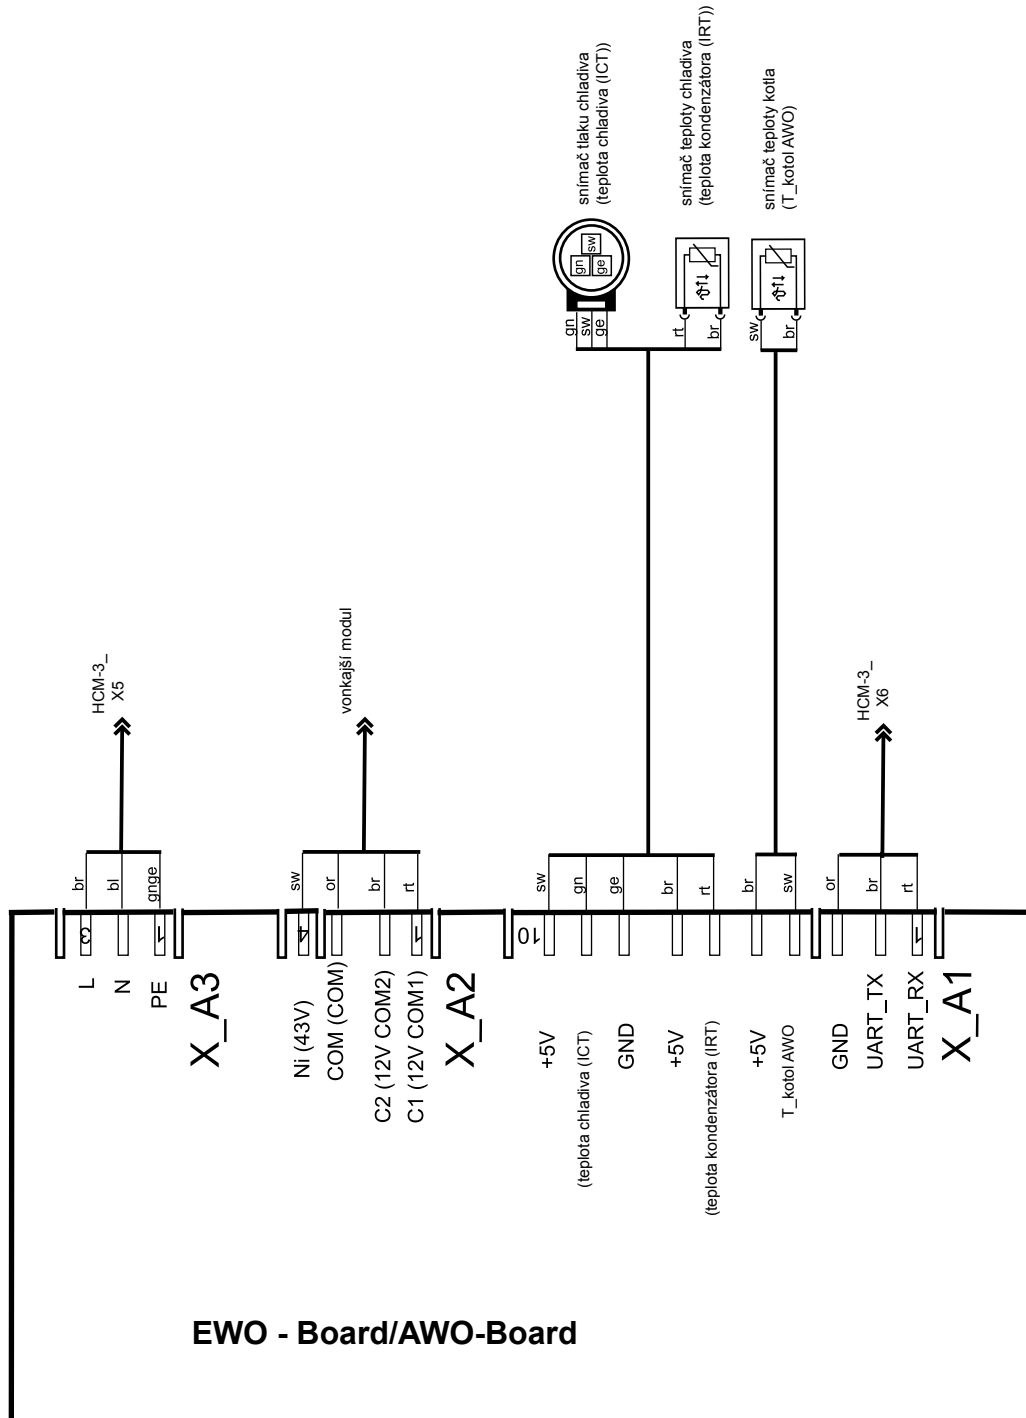 snímač tlaku chladiva
(teplota chladiva (ICT))
snímač teploty chladiva
(teplota kondenzátora (IRT))
snímač teploty kotla
(T_kotol AWO)
gn
sw
ge
gn
sw
ge
rt
br
sw
br
HCM-3_
X5
vonkajší modul
HCM-3_
X6
br
bl
gnge
sw
or
br
rt
sw
gn
ge
br
rt
br
sw
or
br
rt
3
1
4
1
10
1
L
N
PE
X_A3
Ni (43V)
COM (COM)
C2 (12V COM2)
C1 (12V COM1)
X_A2
+5V
(teplota chladiva (ICT)
GND
+5V
(teplota kondenzátora (IRT)
+5V
T_kotol AWO
GND
UART_TX
UART_RX
X_A1
EWO - Board/AWO-Board